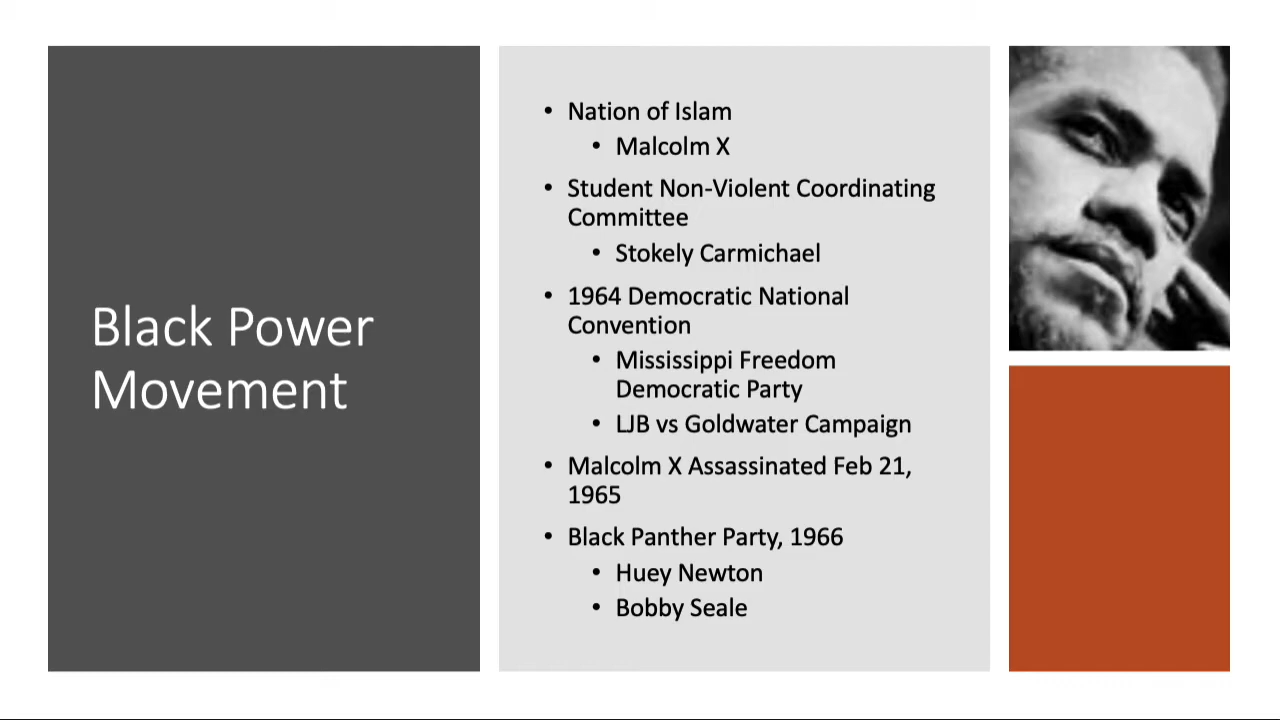 Black Power
Movement
• Nation of Islam
• Malcolm X
• Student Non-Violent Coordinating
Committee
• Stokely Carmichael
• 1964 Democratic National
Convention
• Mississippi Freedom
Democratic Party
• LJB vs Goldwater Campaign
• Malcolm X Assassinated Feb 21,
1965
• Black Panther Party, 1966
• Huey Newton
• Bobby Seale